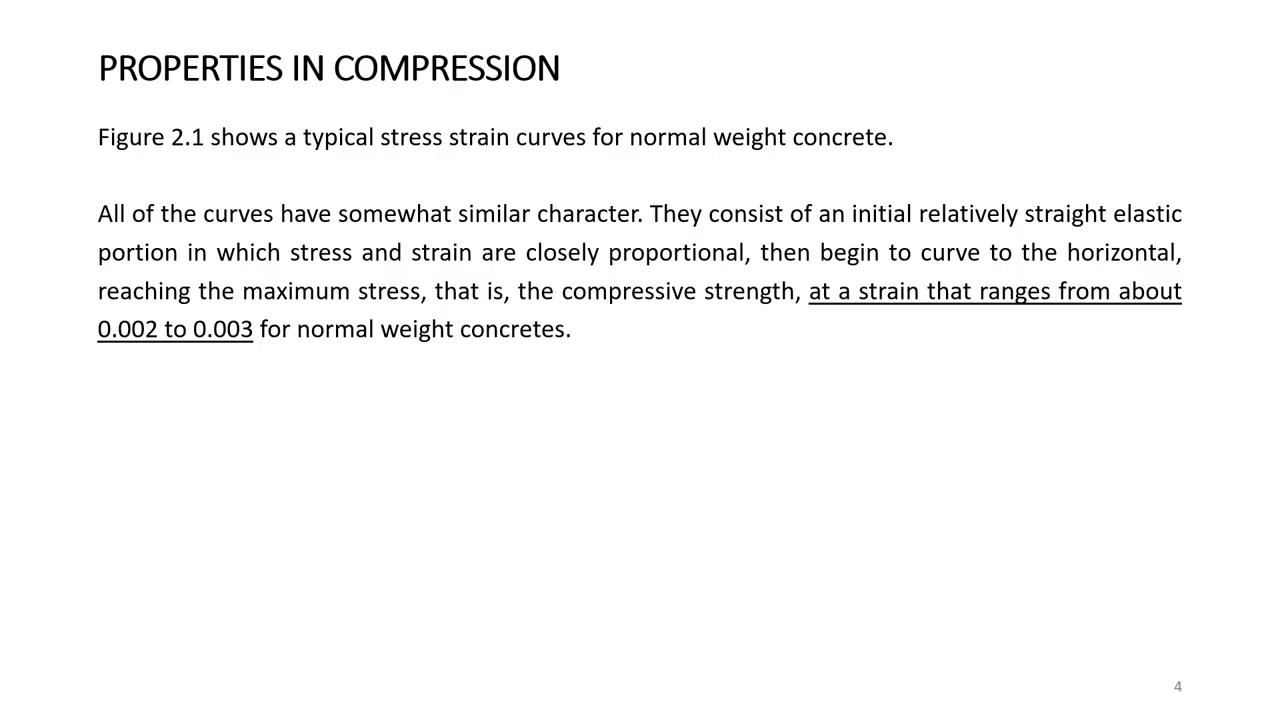 PROPERTIES IN COMPRESSION
Figure 2.1 shows a typical stress strain curves for normal weight concrete.
All of the curves have somewhat similar character. They consist of an initial relatively straight elastic
portion in which stress and strain are closely proportional, then begin to curve to the horizontal,
reaching the maximum stress, that is, the compressive strength, at a strain that ranges from about
0.002 to 0.003 for normal weight concretes.
4